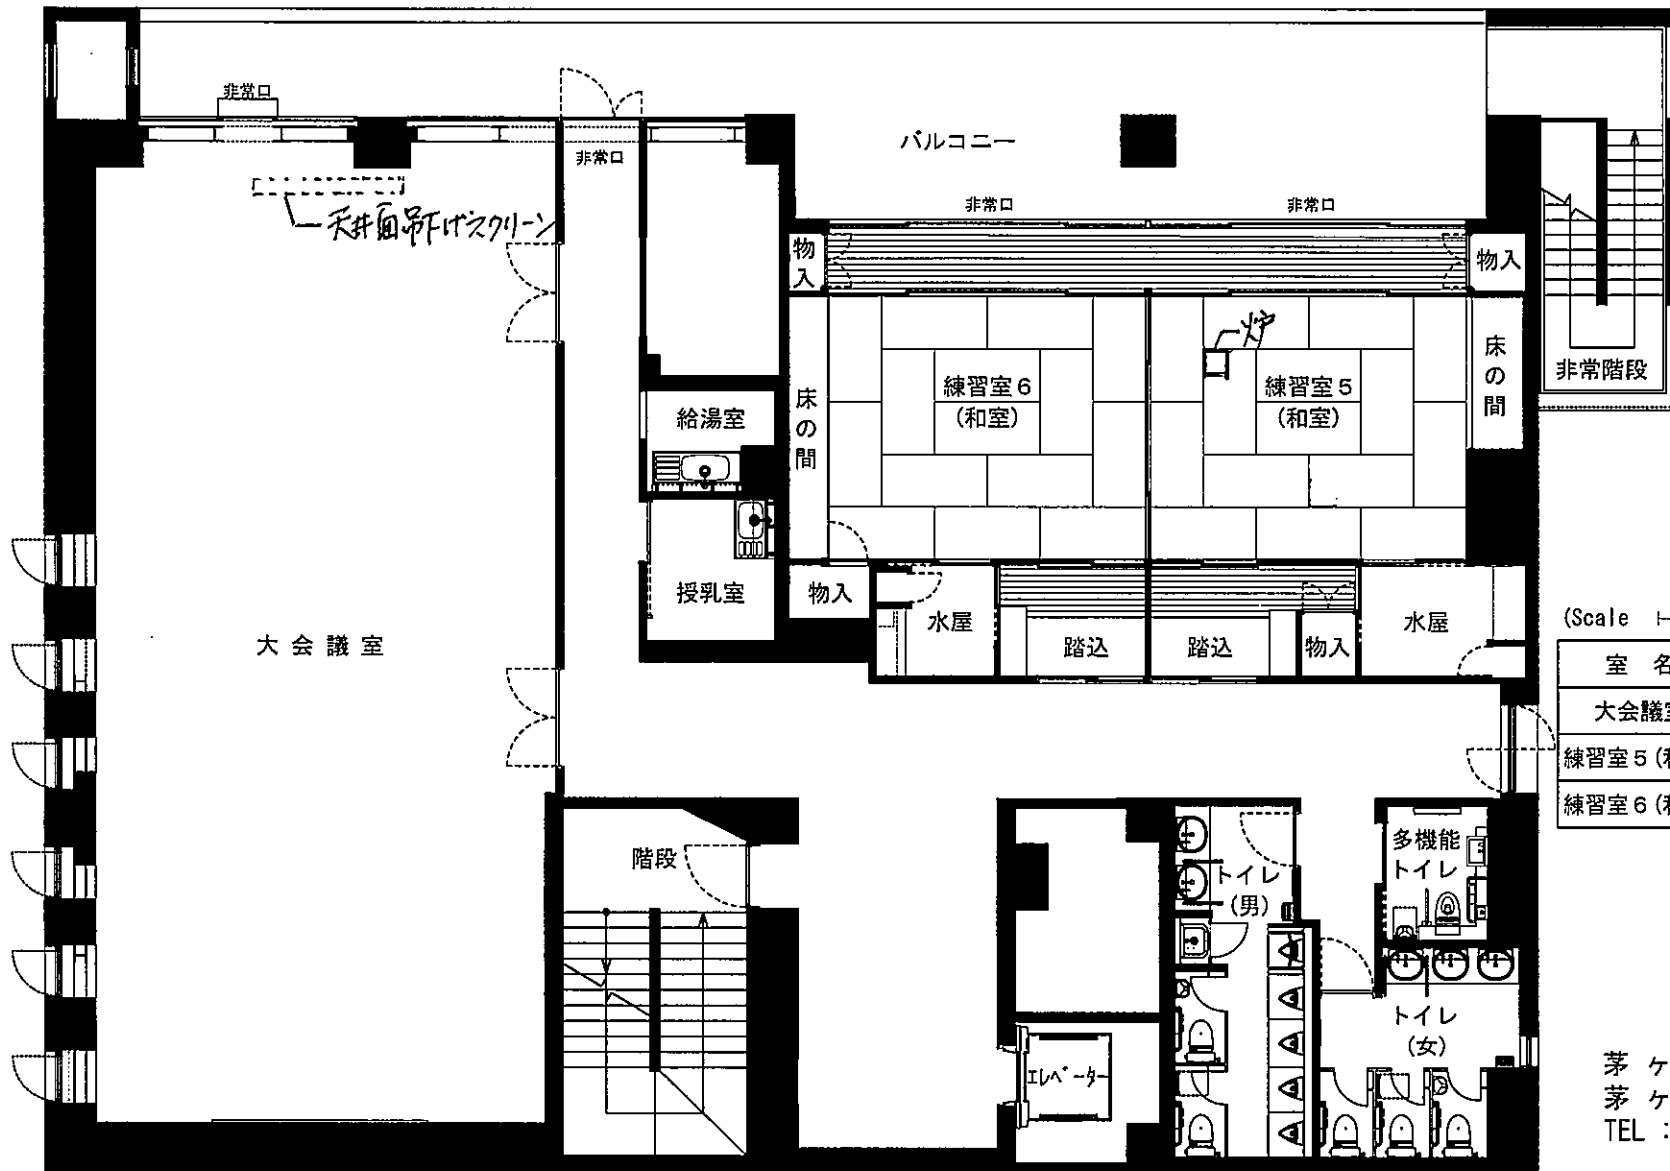 非常口
非常口
バルコニー
天井面吊下げスクリーン
非常口
非常口
物入
物入
炉
床の間
練習室6
(和室)
練習室5
(和室)
床の間
非常階段
給湯室
授乳室
物入
水屋
踏込
踏込
物入
水屋
大会議室
(Scale
室 名
大会議室
練習室5(和
練習室6(和
階段
トイレ
(男)
多機能
トイレ
トイレ
(女)
エレベーター
茅 ケ
茅 ケ
TEL :